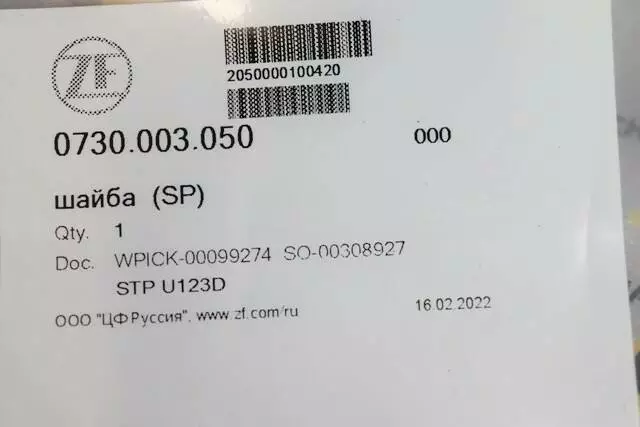 ZF
2050000100420
0730.003.050 000
шайба (SP)
Qty. 1
Doc. WPICK-00099274 SO-00308927
STP U123D
ООО "ЦФ Руссия", www.zf.com/ru 16.02.2022